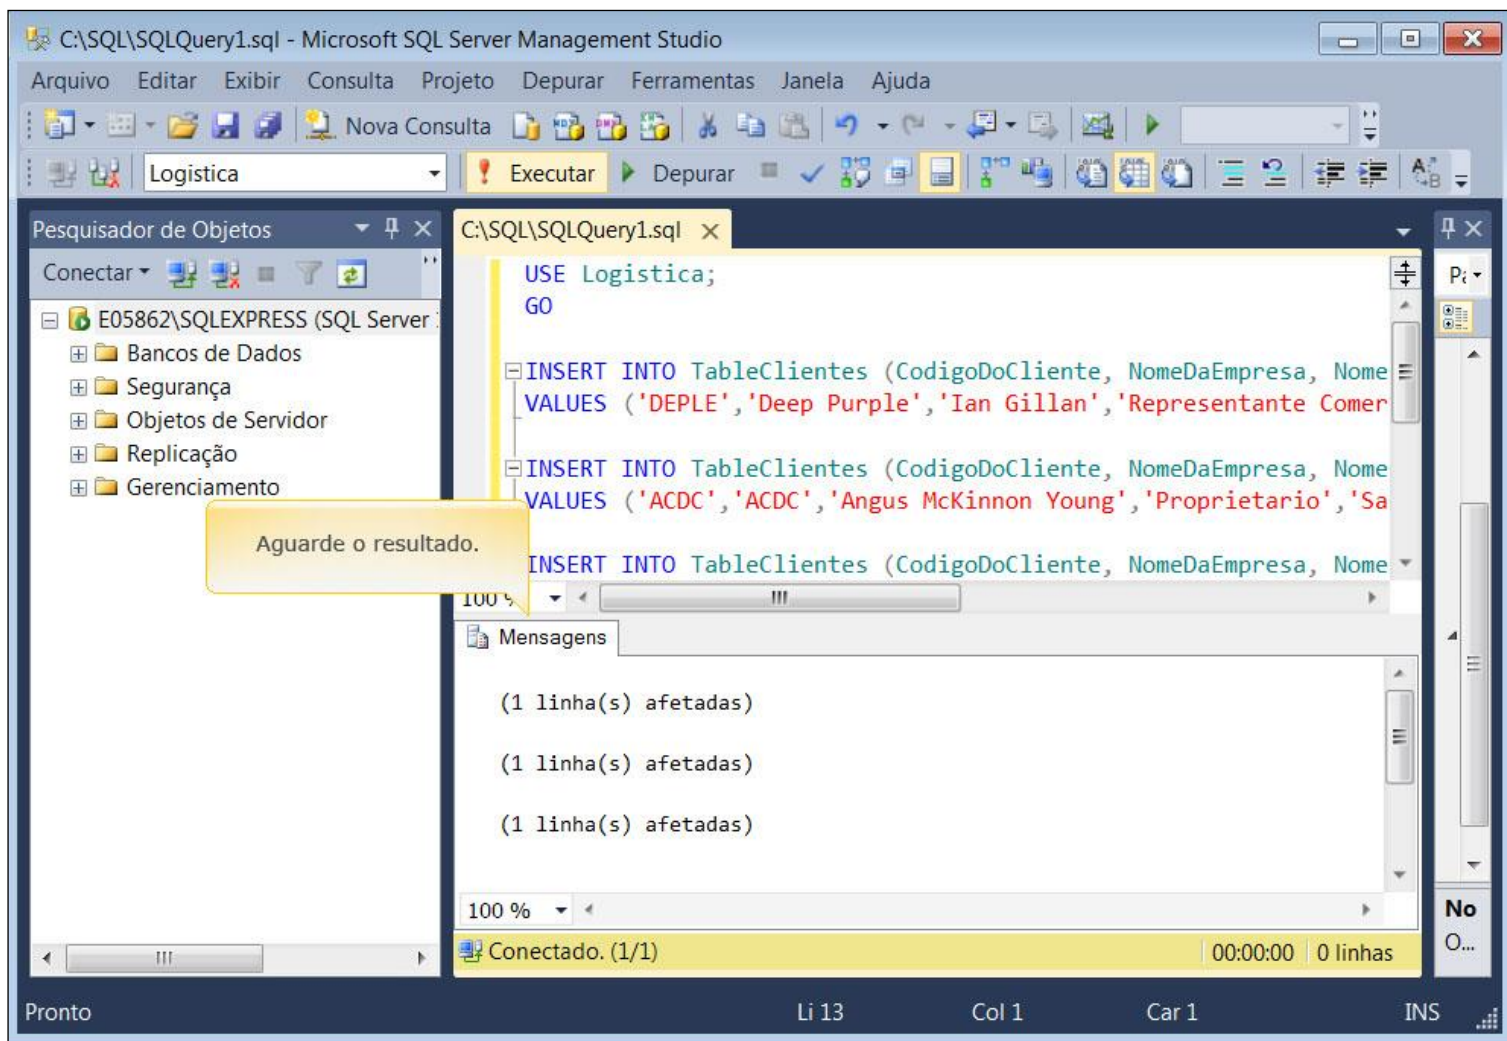 C:\SQL\SQLQuery1.sql - Microsoft SQL Server Management Studio
Arquivo Editar Exibir Consulta Projeto Depurar Ferramentas Janela Ajuda
Nova Consulta
Logistica Executar Depurar
Pesquisador de Objetos
Conectar
E05862\SQLEXPRESS (SQL Server
Bancos de Dados
Segurança
Objetos de Servidor
Replicação
Gerenciamento
Aguarde o resultado.
C:\SQL\SQLQuery1.sql
USE Logistica;
GO
INSERT INTO TableClientes (CodigoDoCliente, NomeDaEmpresa, Nome
VALUES ('DEPLE','Deep Purple','Ian Gillan','Representante Comer
INSERT INTO TableClientes (CodigoDoCliente, NomeDaEmpresa, Nome
VALUES ('ACDC','ACDC','Angus McKinnon Young','Proprietario','Sa
INSERT INTO TableClientes (CodigoDoCliente, NomeDaEmpresa, Nome
100 %
Mensagens
(1 linha(s) afetadas)
(1 linha(s) afetadas)
(1 linha(s) afetadas)
100 %
Conectado. (1/1) 00:00:00 0 linhas
No
O...
Pronto Li 13 Col 1 Car 1 INS